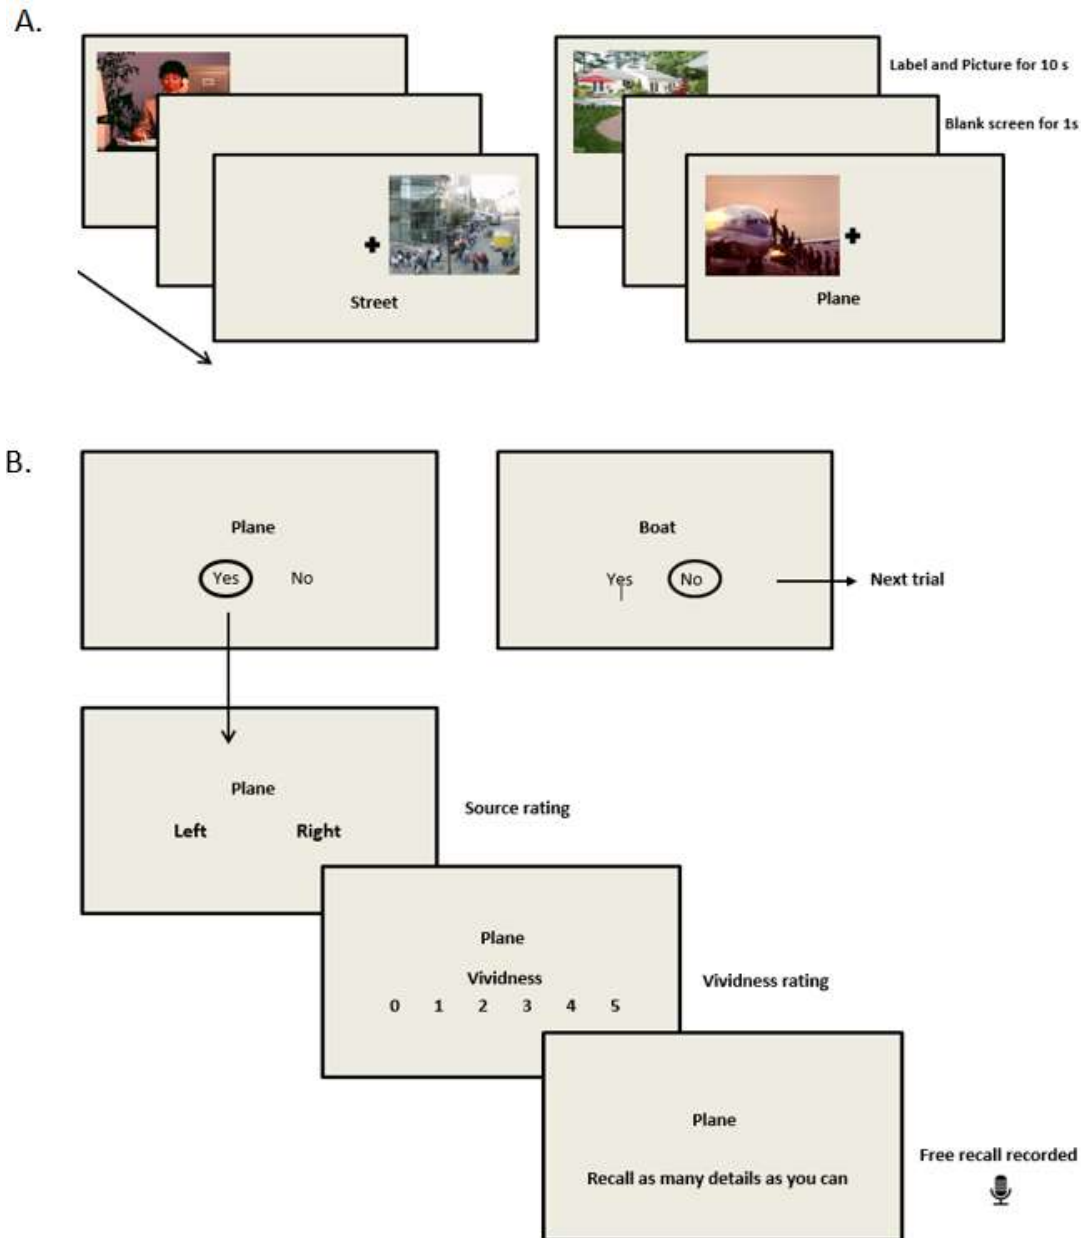 A.
Label and Picture for 10 s
Blank screen for 1s
Street
Plane
B.
Plane
Yes No
Boat
Yes No
Next trial
Plane
Left Right
Source rating
Plane
Vividness
0 1 2 3 4 5
Vividness rating
Plane
Recall as many details as you can
Free recall recorded